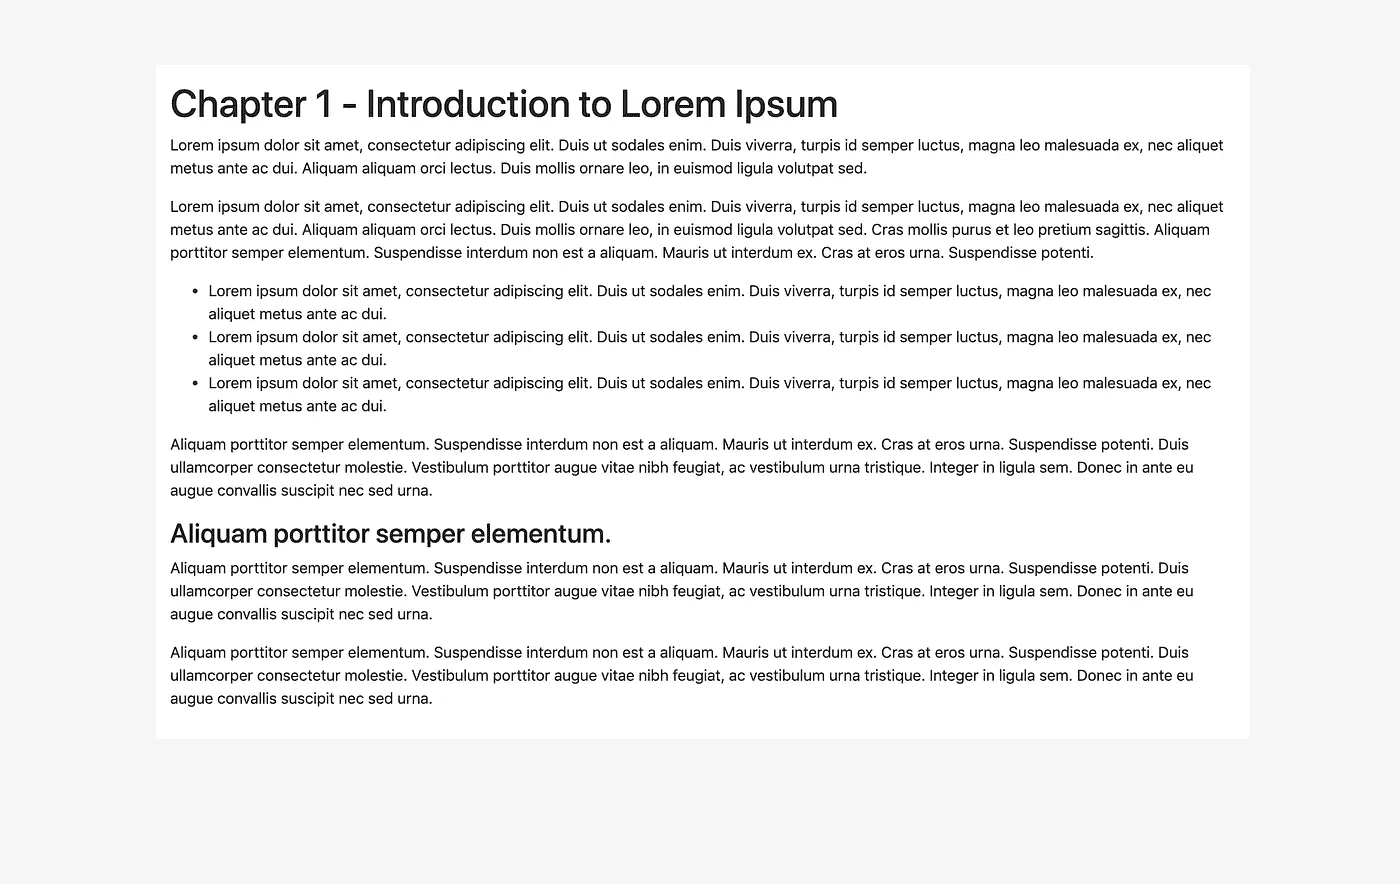 Chapter 1 - Introduction to Lorem Ipsum
Lorem ipsum dolor sit amet, consectetur adipiscing elit. Duis ut sodales enim. Duis viverra, turpis id semper luctus, magna leo malesuada ex, nec aliquet
metus ante ac dui. Aliquam aliquam orci lectus. Duis mollis ornare leo, in euismod ligula volutpat sed.
Lorem ipsum dolor sit amet, consectetur adipiscing elit. Duis ut sodales enim. Duis viverra, turpis id semper luctus, magna leo malesuada ex, nec aliquet
metus ante ac dui. Aliquam aliquam orci lectus. Duis mollis ornare leo, in euismod ligula volutpat sed. Cras mollis purus et leo pretium sagittis. Aliquam
porttitor semper elementum. Suspendisse interdum non est a aliquam. Mauris ut interdum ex. Cras at eros urna. Suspendisse potenti.
• Lorem ipsum dolor sit amet, consectetur adipiscing elit. Duis ut sodales enim. Duis viverra, turpis id semper luctus, magna leo malesuada ex, nec
aliquet metus ante ac dui.
• Lorem ipsum dolor sit amet, consectetur adipiscing elit. Duis ut sodales enim. Duis viverra, turpis id semper luctus, magna leo malesuada ex, nec
aliquet metus ante ac dui.
• Lorem ipsum dolor sit amet, consectetur adipiscing elit. Duis ut sodales enim. Duis viverra, turpis id semper luctus, magna leo malesuada ex, nec
aliquet metus ante ac dui.
Aliquam porttitor semper elementum. Suspendisse interdum non est a aliquam. Mauris ut interdum ex. Cras at eros urna. Suspendisse potenti. Duis
ullamcorper consectetur molestie. Vestibulum porttitor augue vitae nibh feugiat, ac vestibulum urna tristique. Integer in ligula sem. Donec in ante eu
augue convallis suscipit nec sed urna.
Aliquam porttitor semper elementum.
Aliquam porttitor semper elementum. Suspendisse interdum non est a aliquam. Mauris ut interdum ex. Cras at eros urna. Suspendisse potenti. Duis
ullamcorper consectetur molestie. Vestibulum porttitor augue vitae nibh feugiat, ac vestibulum urna tristique. Integer in ligula sem. Donec in ante eu
augue convallis suscipit nec sed urna.
Aliquam porttitor semper elementum. Suspendisse interdum non est a aliquam. Mauris ut interdum ex. Cras at eros urna. Suspendisse potenti. Duis
ullamcorper consectetur molestie. Vestibulum porttitor augue vitae nibh feugiat, ac vestibulum urna tristique. Integer in ligula sem. Donec in ante eu
augue convallis suscipit nec sed urna.